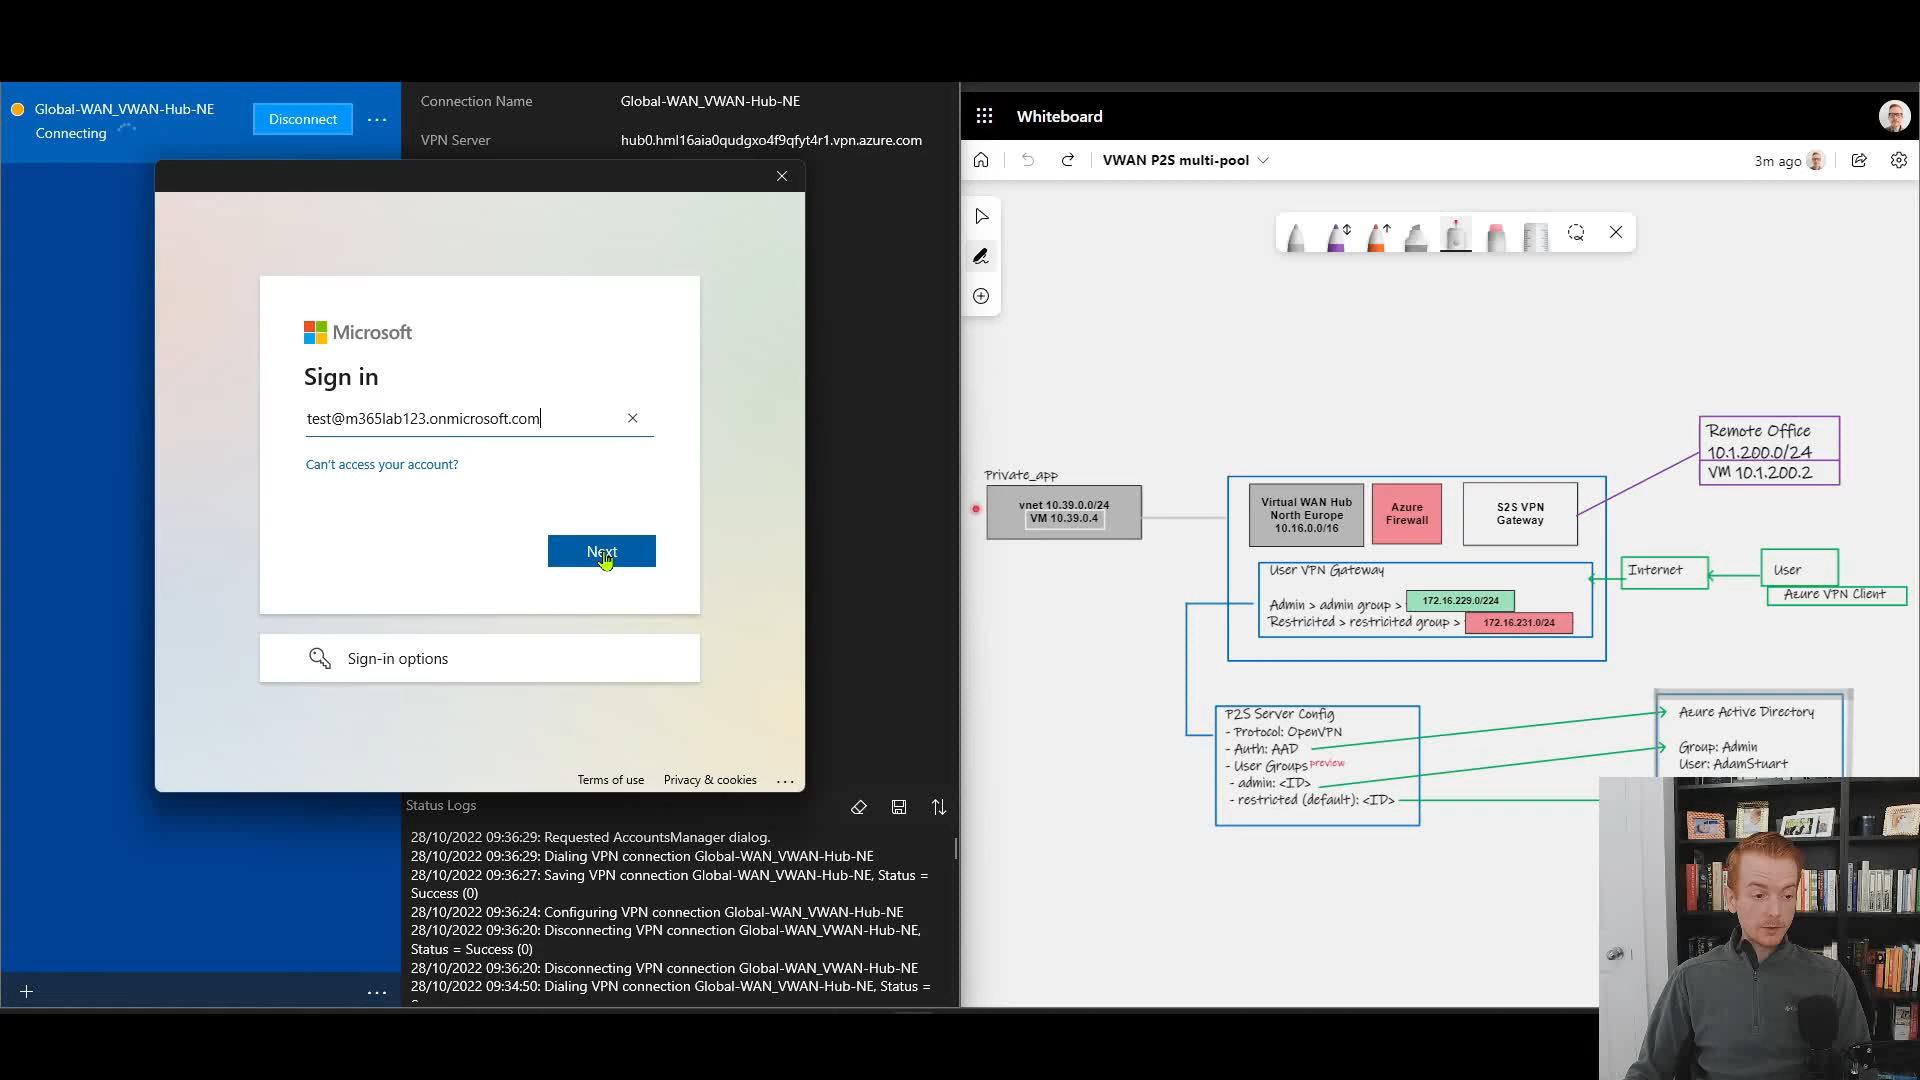 Global-WAN_VWAN-Hub-NE
Connecting
Disconnect
Connection Name
Global-WAN_VWAN-Hub-NE
VPN Server
hub0.hml16aia0qudgxo4f9qfyt4r1.vpn.azure.com
Microsoft
Sign in
test@m365lab123.onmicrosoft.com
Can't access your account?
Next
Sign-in options
Terms of use
Privacy & cookies
Status Logs
28/10/2022 09:36:29: Requested AccountsManager dialog.
28/10/2022 09:36:29: Dialing VPN connection Global-WAN_VWAN-Hub-NE
28/10/2022 09:36:27: Saving VPN connection Global-WAN_VWAN-Hub-NE, Status =
Success (0)
28/10/2022 09:36:24: Configuring VPN connection Global-WAN_VWAN-Hub-NE
28/10/2022 09:36:20: Disconnecting VPN connection Global-WAN_VWAN-Hub-NE,
Status = Success (0)
28/10/2022 09:36:20: Disconnecting VPN connection Global-WAN_VWAN-Hub-NE
28/10/2022 09:34:50: Dialing VPN connection Global-WAN_VWAN-Hub-NE, Status =
Whiteboard
VWAN P2S multi-pool
3m ago
Private_app
vnet 10.39.0.0/24
VM 10.39.0.4
Virtual WAN Hub
North Europe
10.16.0.0/16
Azure
Firewall
S2S VPN
Gateway
Remote Office
10.1.200.0/24
VM 10.1.200.2
User VPN Gateway
Admin > admin group >
172.16.229.0/224
Restricited > restricited group >
172.16.231.0/24
Internet
User
Azure VPN Client
P2S Server Config
- Protocol: OpenVPN
- Auth: AAD
- User Groups preview
- admin: <ID>
- restricted (default): <ID>
Azure Active Directory
Group: Admin
User: AdamStuart